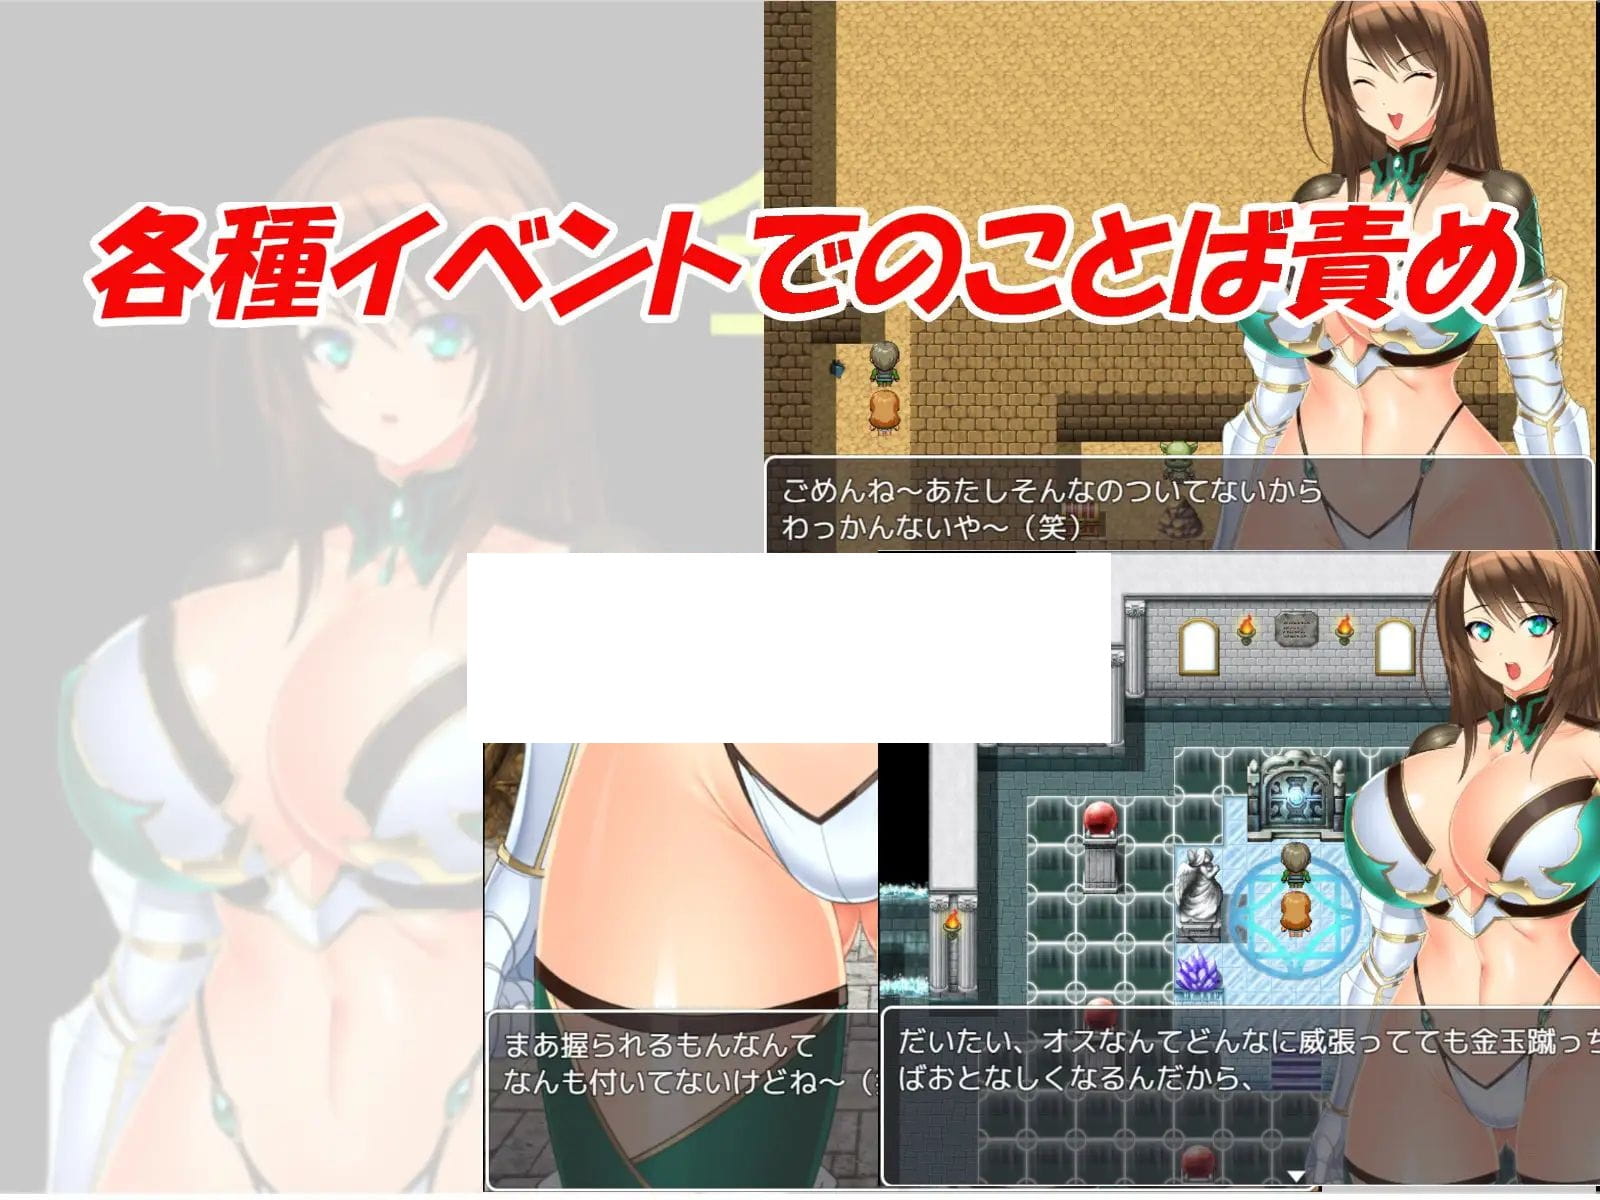 各種イベントでのことば責め
ごめんね～あたしそんなのついてないから
わっかんないや～（笑）
まあ握られるもんなんて
なんも付いてないけどね～（
だいたい、オスなんてどんなに威張ってても金玉蹴っち
ばおとなしくなるんだから、